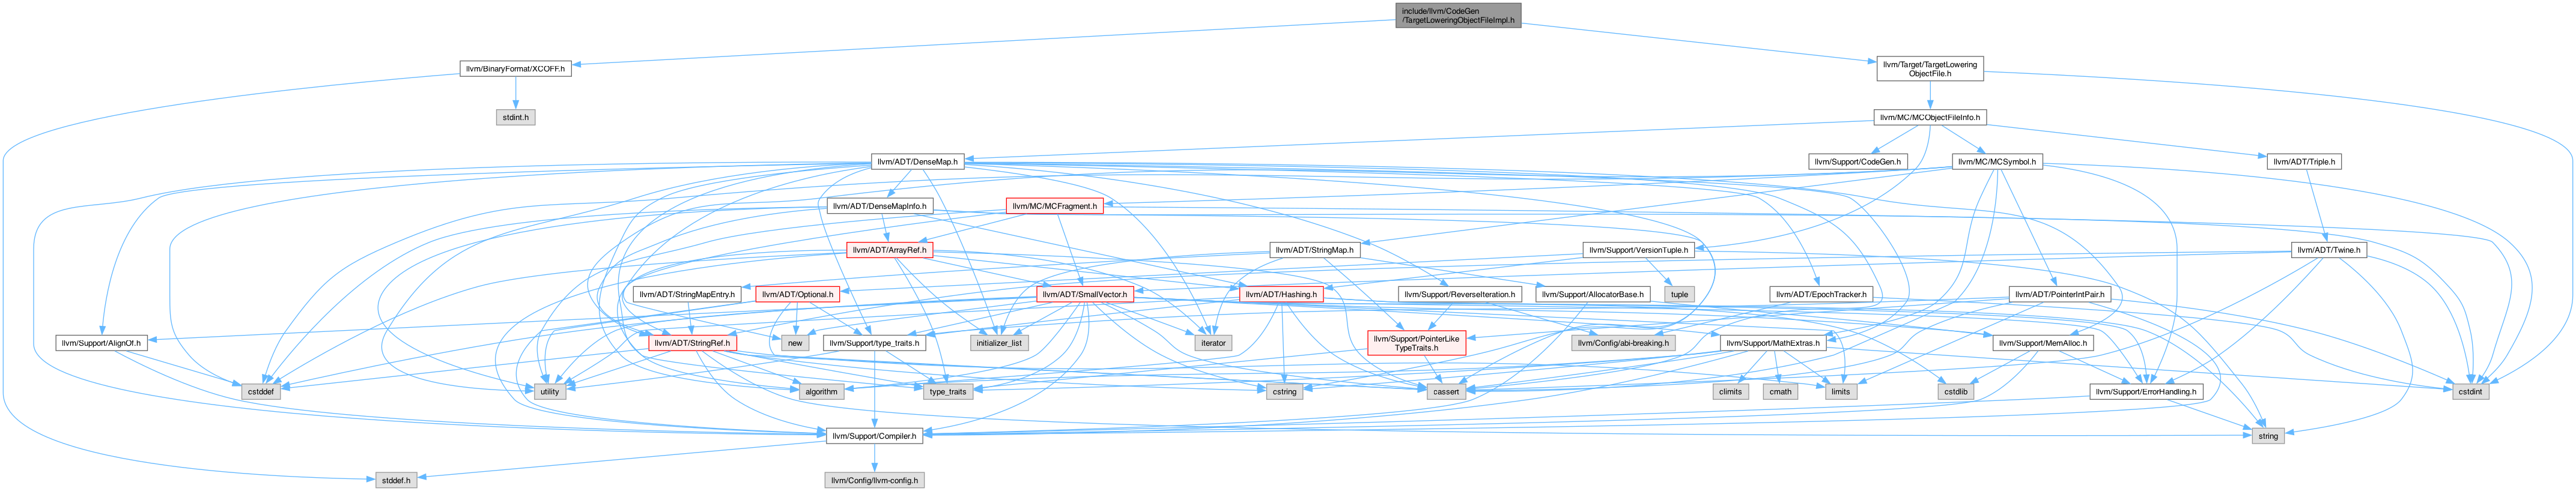 include/llvm/CodeGen
/TargetLoweringObjectFileImpl.h
llvm/BinaryFormat/XCOFF.h
llvm/Target/TargetLowering
ObjectFile.h
stdint.h
llvm/MC/MCObjectFileInfo.h
llvm/ADT/DenseMap.h
llvm/Support/CodeGen.h
llvm/MC/MCSymbol.h
llvm/ADT/Triple.h
llvm/ADT/DenseMapInfo.h
llvm/MC/MCFragment.h
llvm/ADT/ArrayRef.h
llvm/ADT/StringMap.h
llvm/Support/VersionTuple.h
llvm/ADT/Twine.h
llvm/ADT/StringMapEntry.h
llvm/ADT/Optional.h
llvm/ADT/SmallVector.h
llvm/ADT/Hashing.h
llvm/Support/ReverseIteration.h
llvm/Support/AllocatorBase.h
tuple
llvm/ADT/EpochTracker.h
llvm/ADT/PointerIntPair.h
llvm/Support/AlignOf.h
llvm/ADT/StringRef.h
new
llvm/Support/type_traits.h
initializer_list
iterator
llvm/Support/PointerLike
TypeTraits.h
llvm/Config/abi-breaking.h
llvm/Support/MathExtras.h
llvm/Support/MemAlloc.h
cstddef
utility
algorithm
type_traits
cstring
cassert
climits
cmath
limits
cstdlib
llvm/Support/ErrorHandling.h
cstdint
llvm/Support/Compiler.h
string
stddef.h
llvm/Config/llvm-config.h